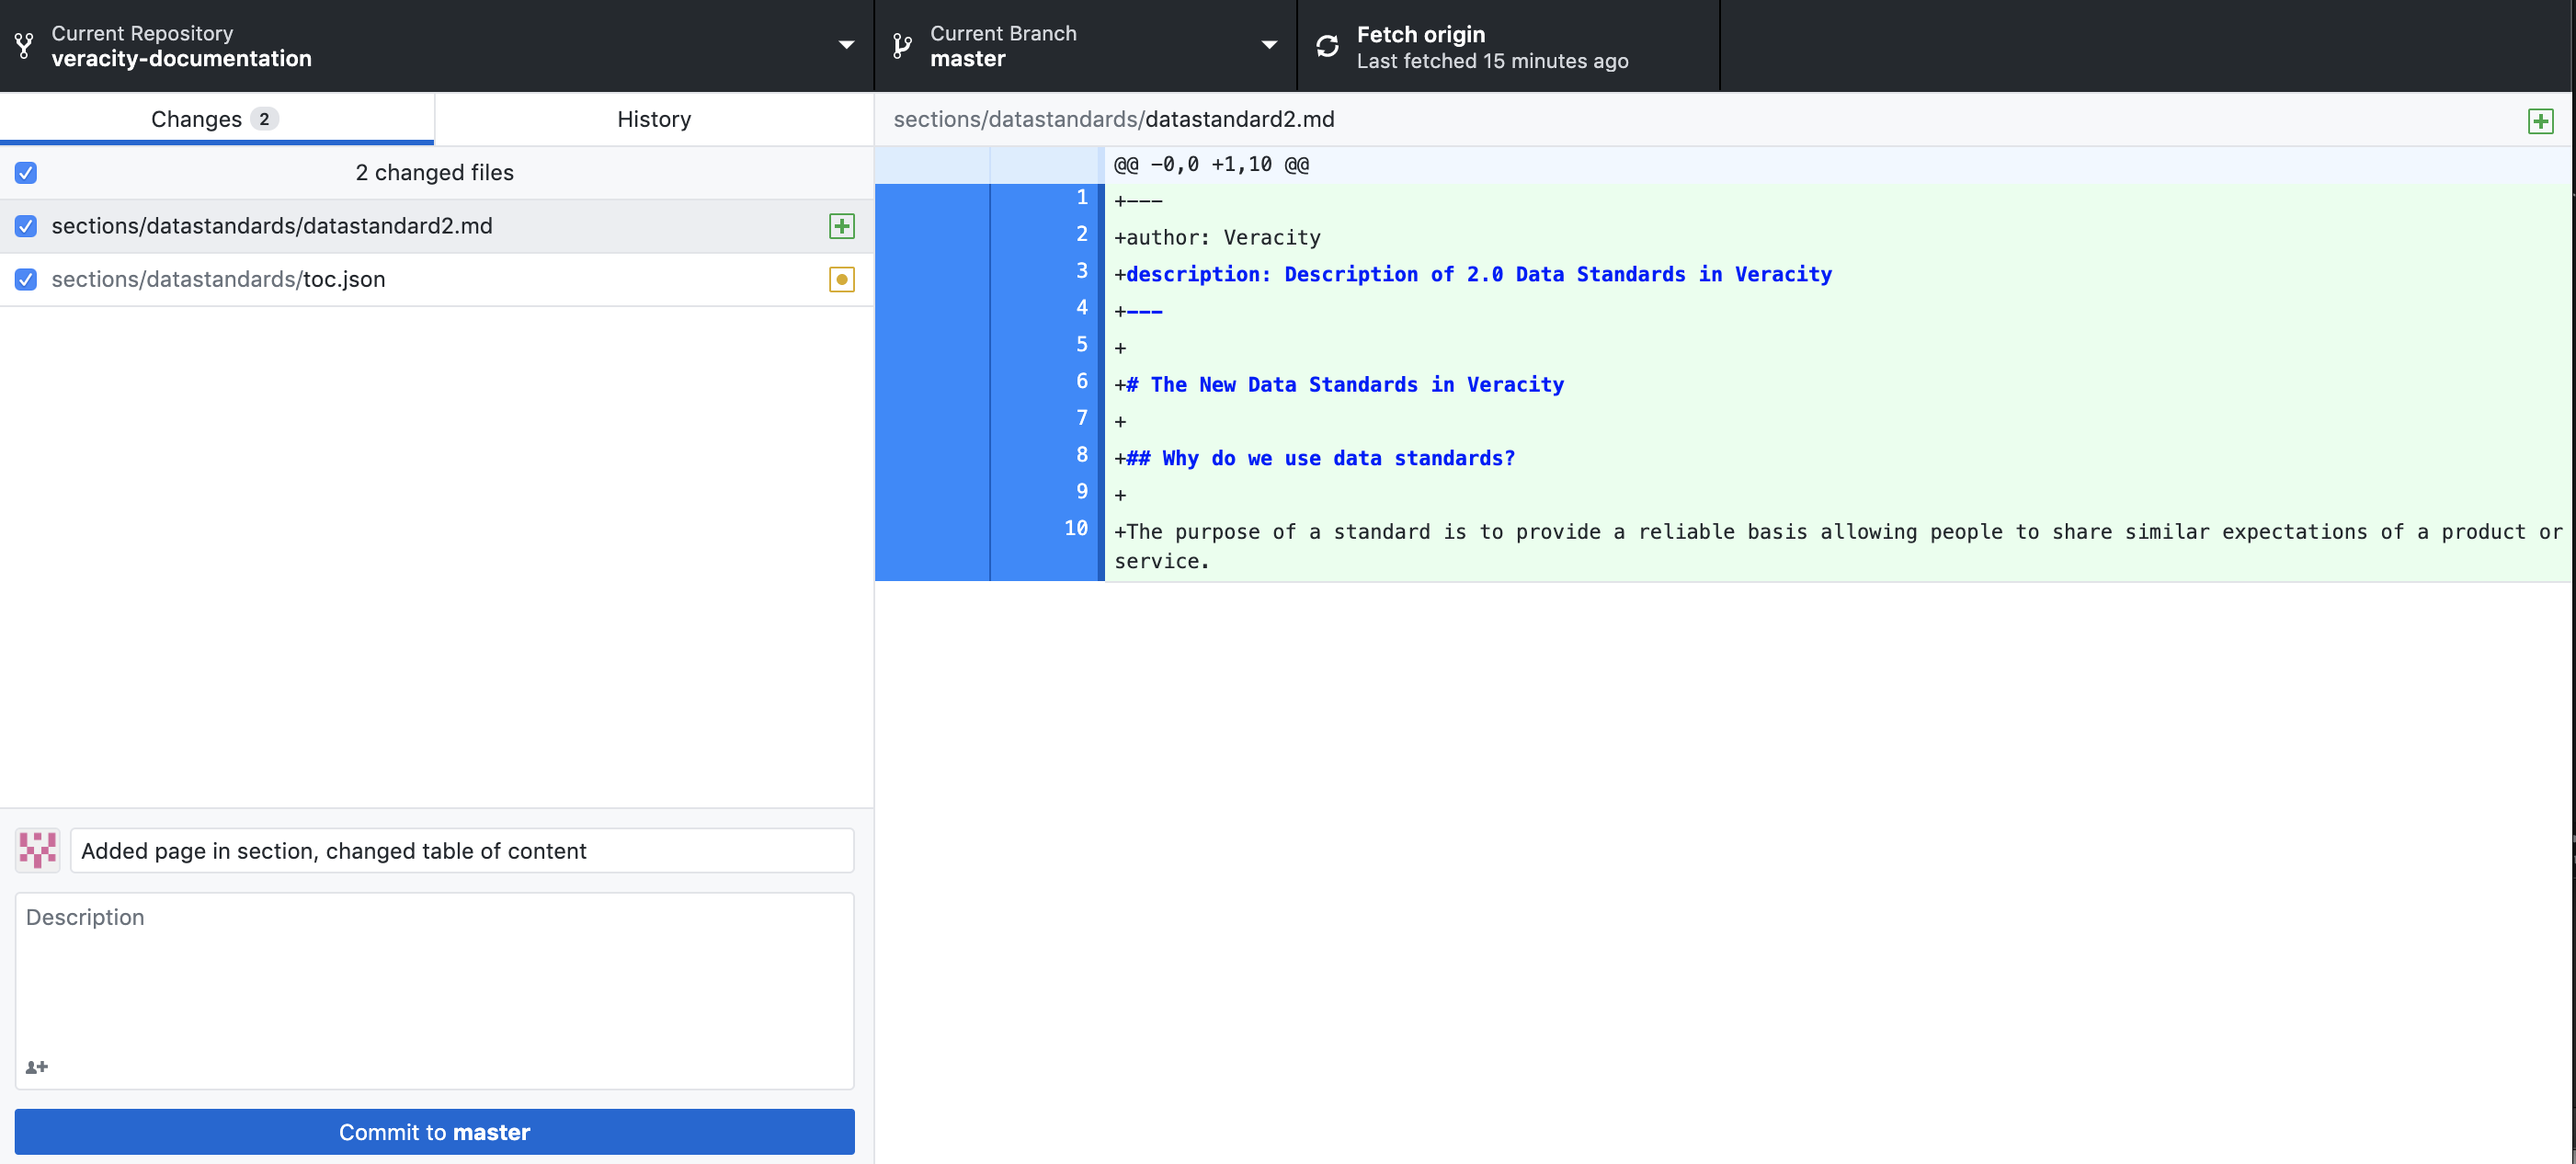 Current Repository
veracity-documentation
Current Branch
master
Fetch origin
Last fetched 15 minutes ago
Changes 2
History
2 changed files
sections/datastandards/datastandard2.md
sections/datastandards/toc.json
Added page in section, changed table of content
Description
Commit to master
sections/datastandards/datastandard2.md
@@ -0,0 +1,10 @@
1 +---
2 +author: Veracity
3 +description: Description of 2.0 Data Standards in Veracity
4 +---
5 +
6 +# The New Data Standards in Veracity
7 +
8 +## Why do we use data standards?
9 +
10 +The purpose of a standard is to provide a reliable basis allowing people to share similar expectations of a product or
service.